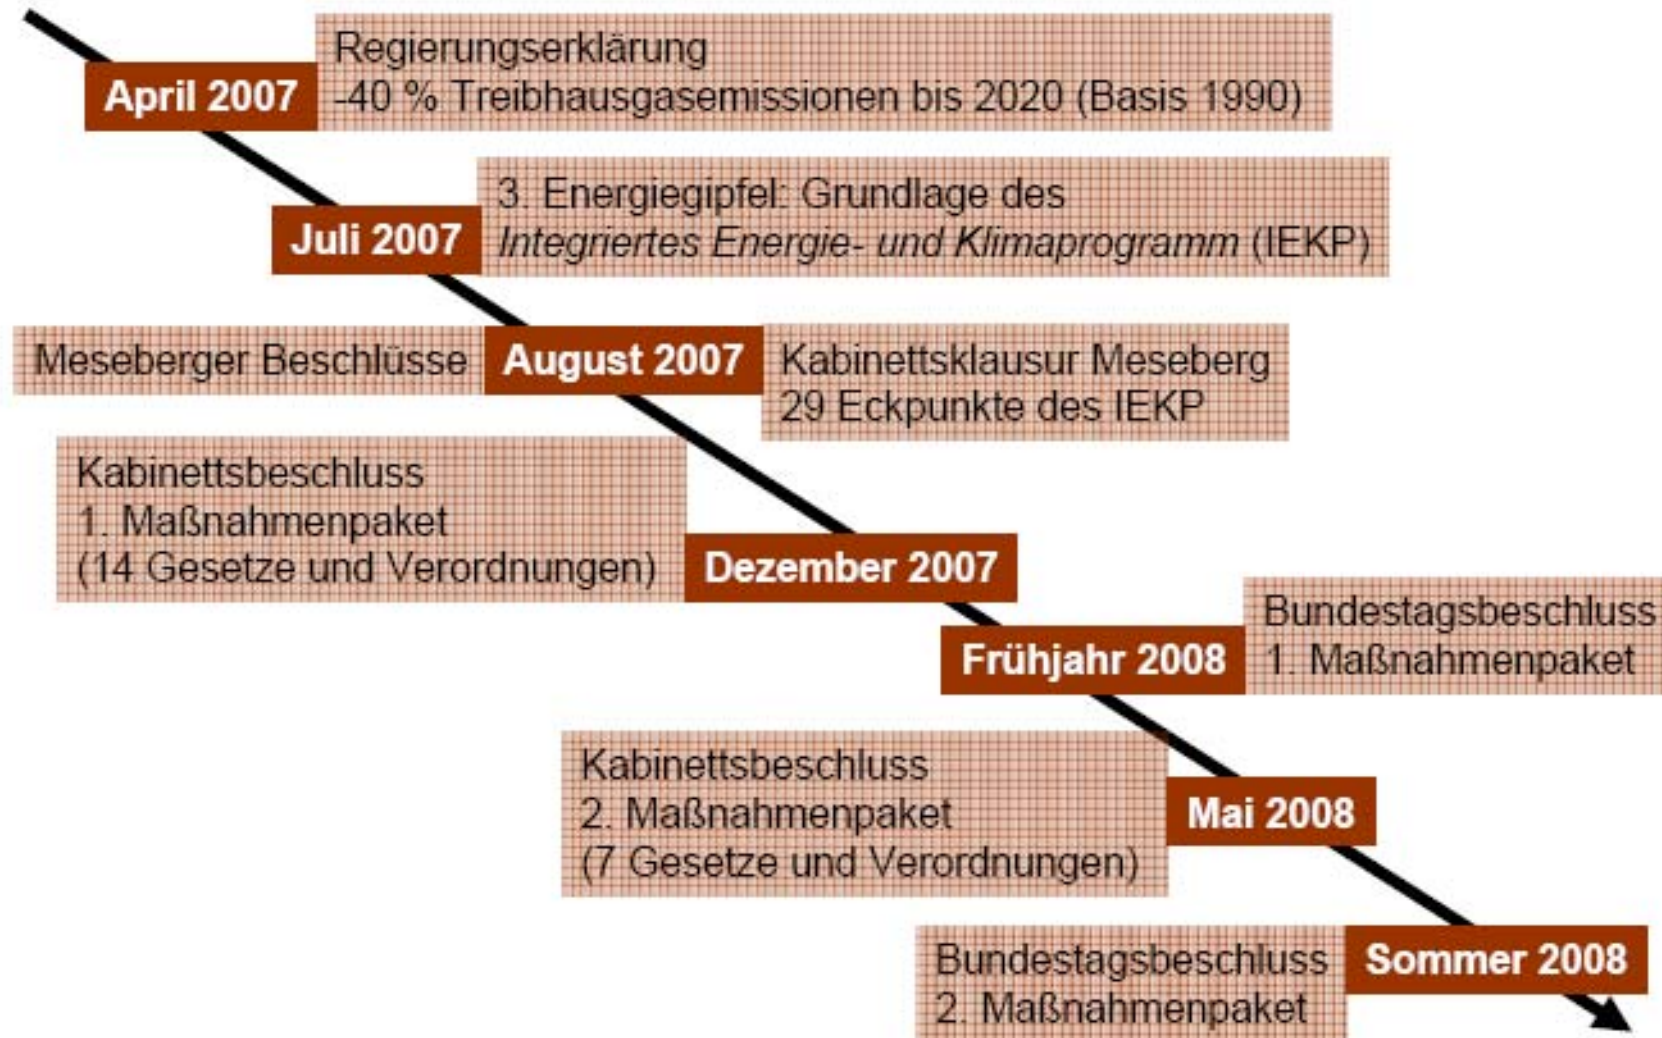 April 2007
Regierungserklärung
-40 % Treibhausgasemissionen bis 2020 (Basis 1990)
Juli 2007
3. Energiegipfel: Grundlage des
Integriertes Energie- und Klimaprogramm (IEKP)
Meseberger Beschlüsse
August 2007
Kabinettsklausur Meseberg
29 Eckpunkte des IEKP
Kabinettsbeschluss
1. Maßnahmenpaket
(14 Gesetze und Verordnungen)
Dezember 2007
Frühjahr 2008
Bundestagsbeschluss
1. Maßnahmenpaket
Kabinettsbeschluss
2. Maßnahmenpaket
(7 Gesetze und Verordnungen)
Mai 2008
Bundestagsbeschluss
2. Maßnahmenpaket
Sommer 2008